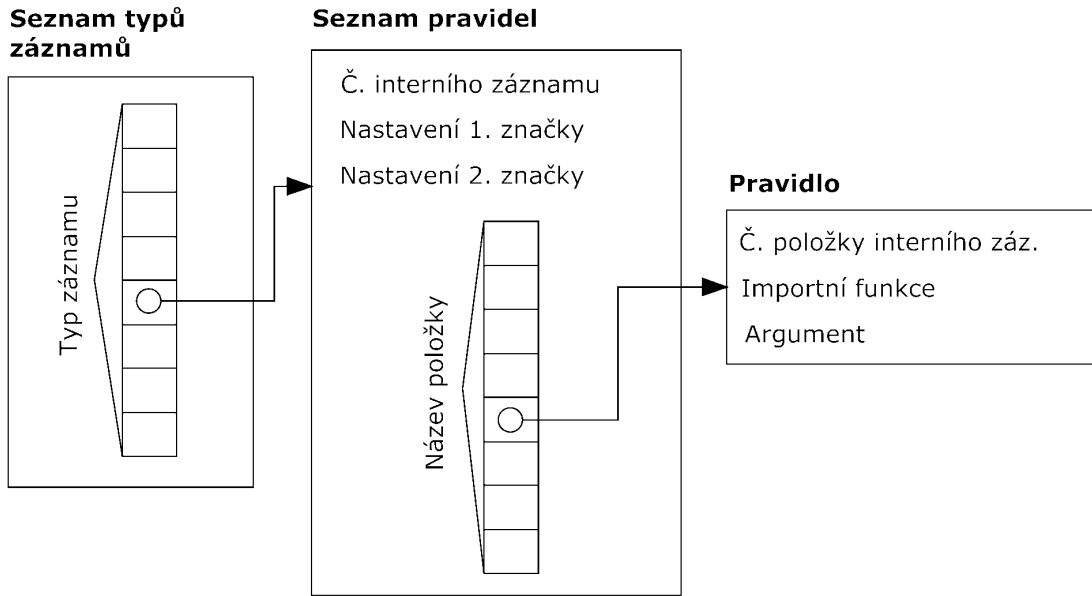 Seznam typů
záznamů
Typ záznamu
Seznam pravidel
Č. interního záznamu
Nastavení 1. značky
Nastavení 2. značky
Název položky
Pravidlo
Č. položky interního záz.
Importní funkce
Argument